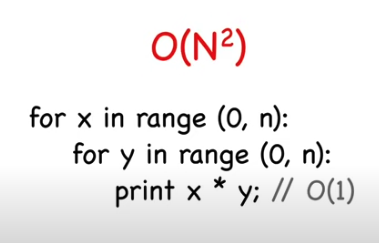 O(N²)
for x in range (0, n):
for y in range (0, n):
print x * y; // O(1)